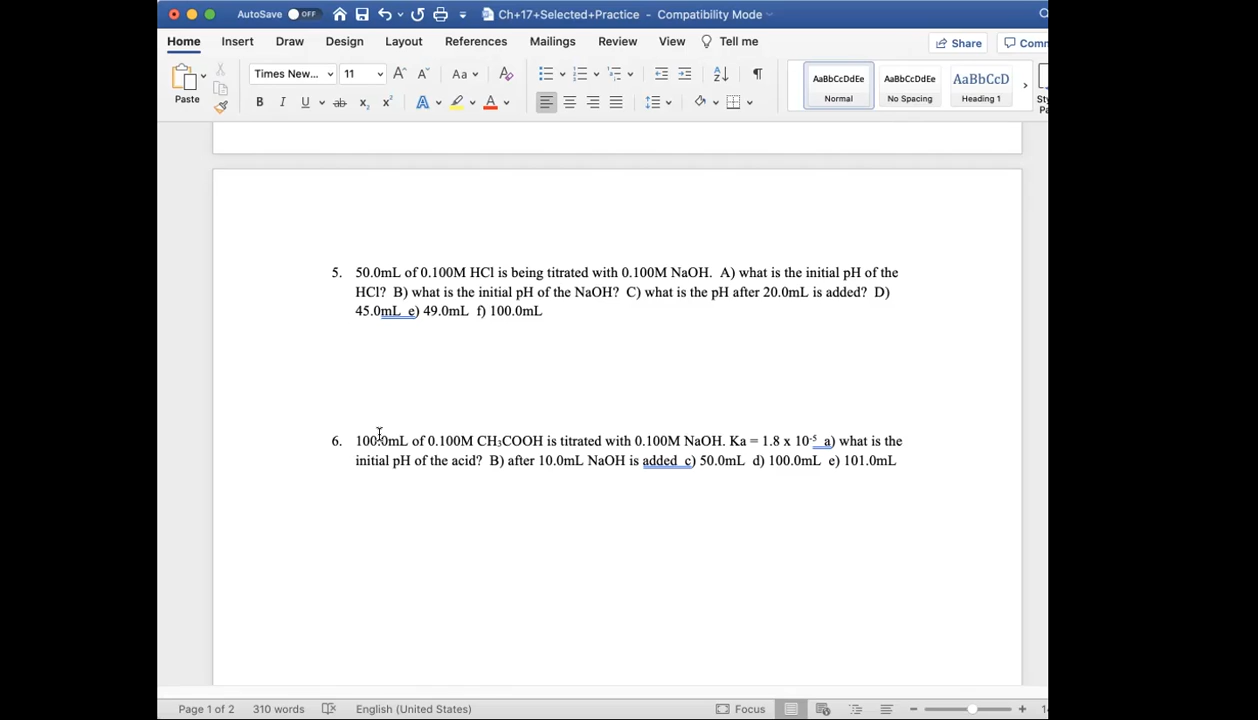 AutoSave OFF Ch+17+Selected+Practice - Compatibility Mode
Home Insert Draw Design Layout References Mailings Review View Tell me Share
Times New... 11 Aa
Paste B I U ab x₂ x² A A
AaBbCcDdEe AaBbCcDdEe AaBbCcD
Normal No Spacing Heading 1
5. 50.0mL of 0.100M HCl is being titrated with 0.100M NaOH. A) what is the initial pH of the
HCl? B) what is the initial pH of the NaOH? C) what is the pH after 20.0mL is added? D)
45.0mL e) 49.0mL f) 100.0mL
6. 100.0mL of 0.100M CH₃COOH is titrated with 0.100M NaOH. Ka = 1.8 x 10⁻⁵ a) what is the
initial pH of the acid? B) after 10.0mL NaOH is added c) 50.0mL d) 100.0mL e) 101.0mL
Page 1 of 2 310 words English (United States) Focus